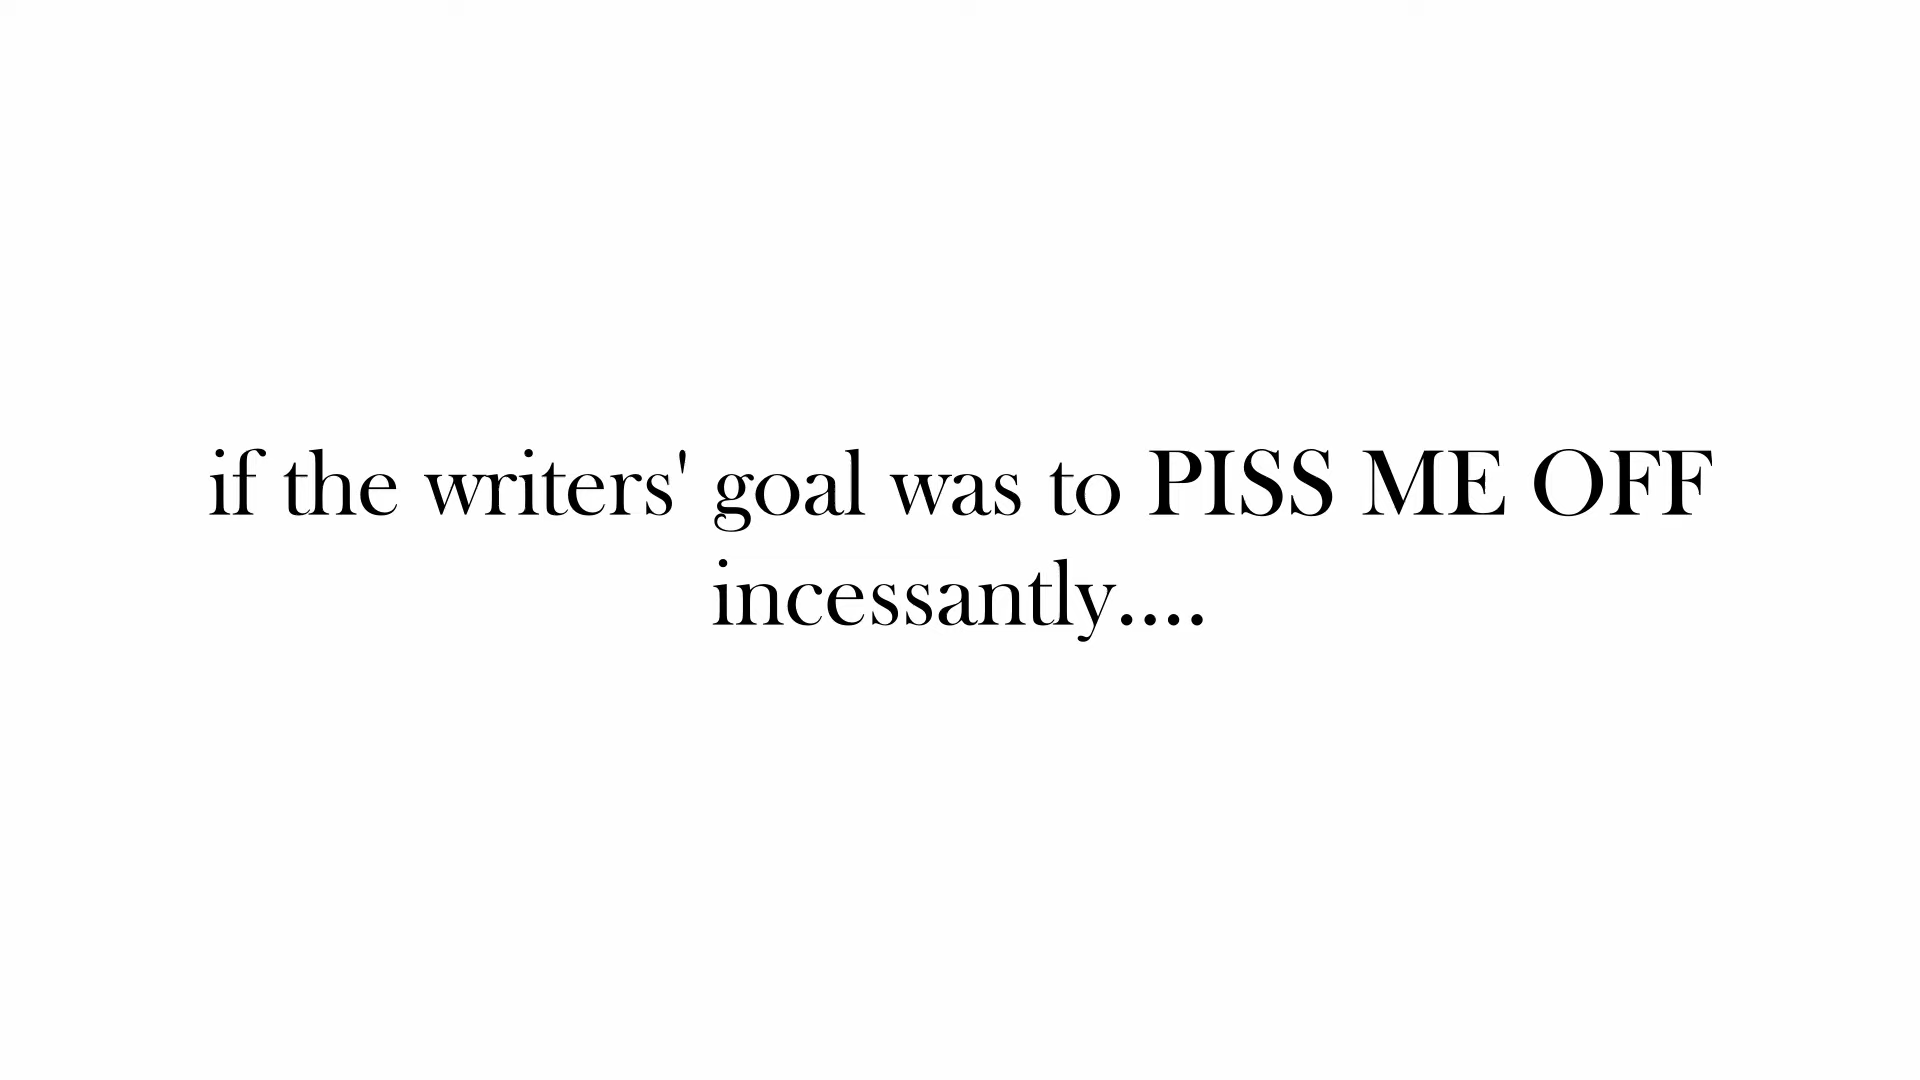 if the writers' goal was to PISS ME OFF
incessantly....